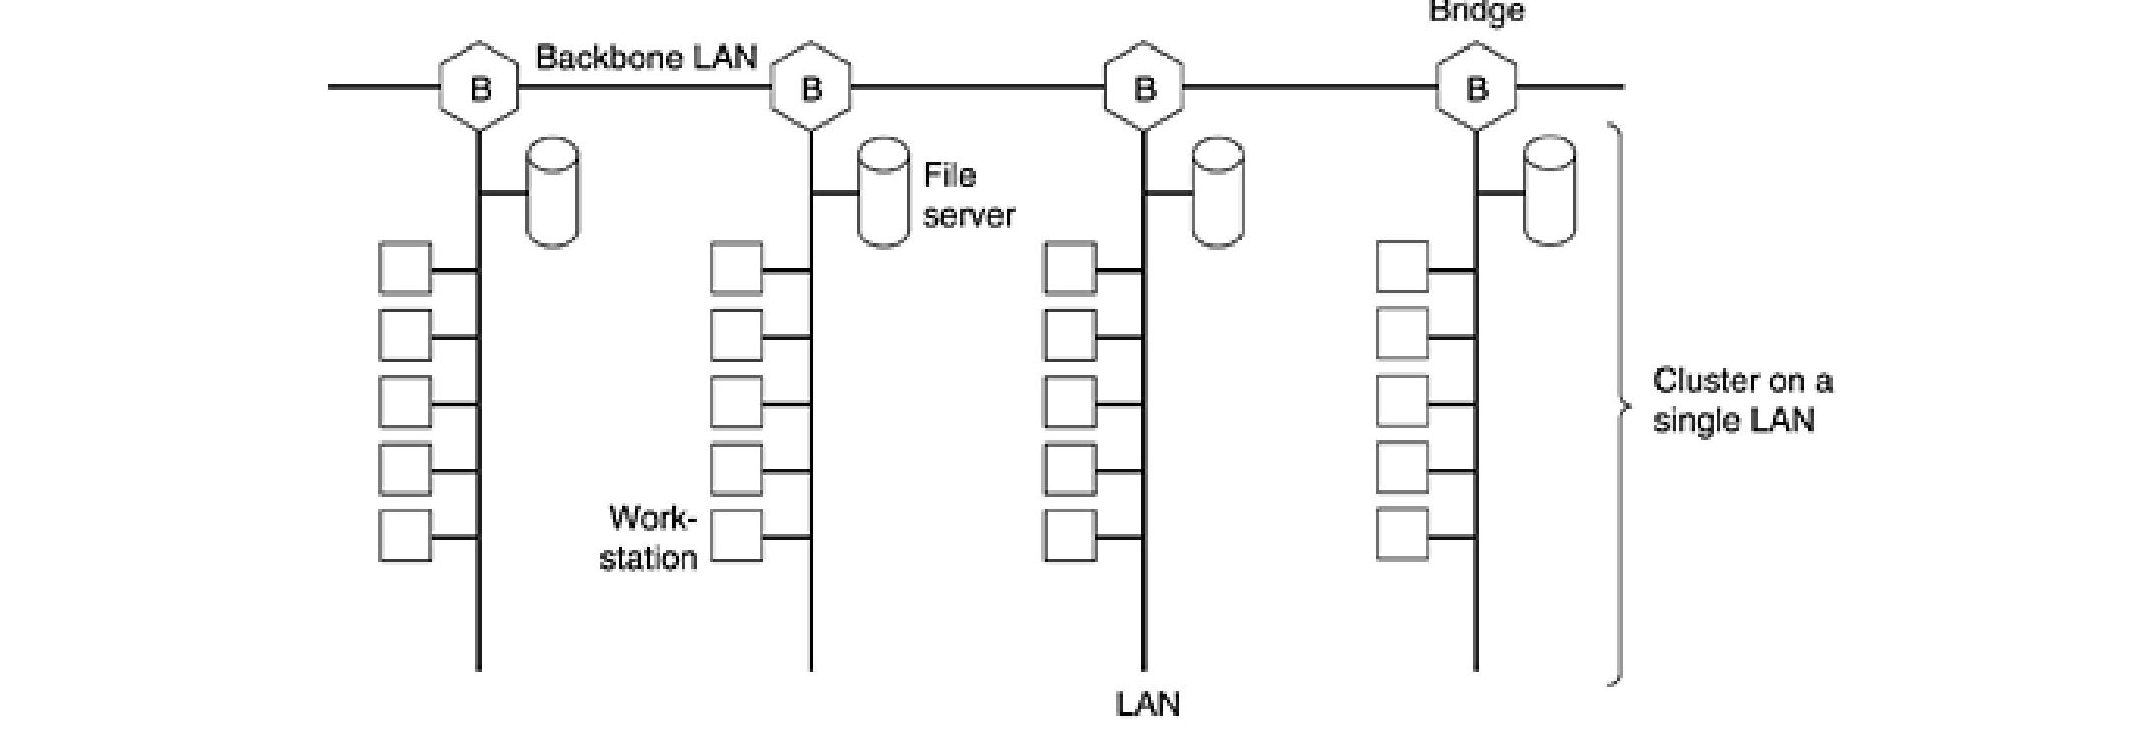 Bridge
Backbone LAN
B
B
B
B
File
server
Cluster on a
single LAN
Work-
station
LAN